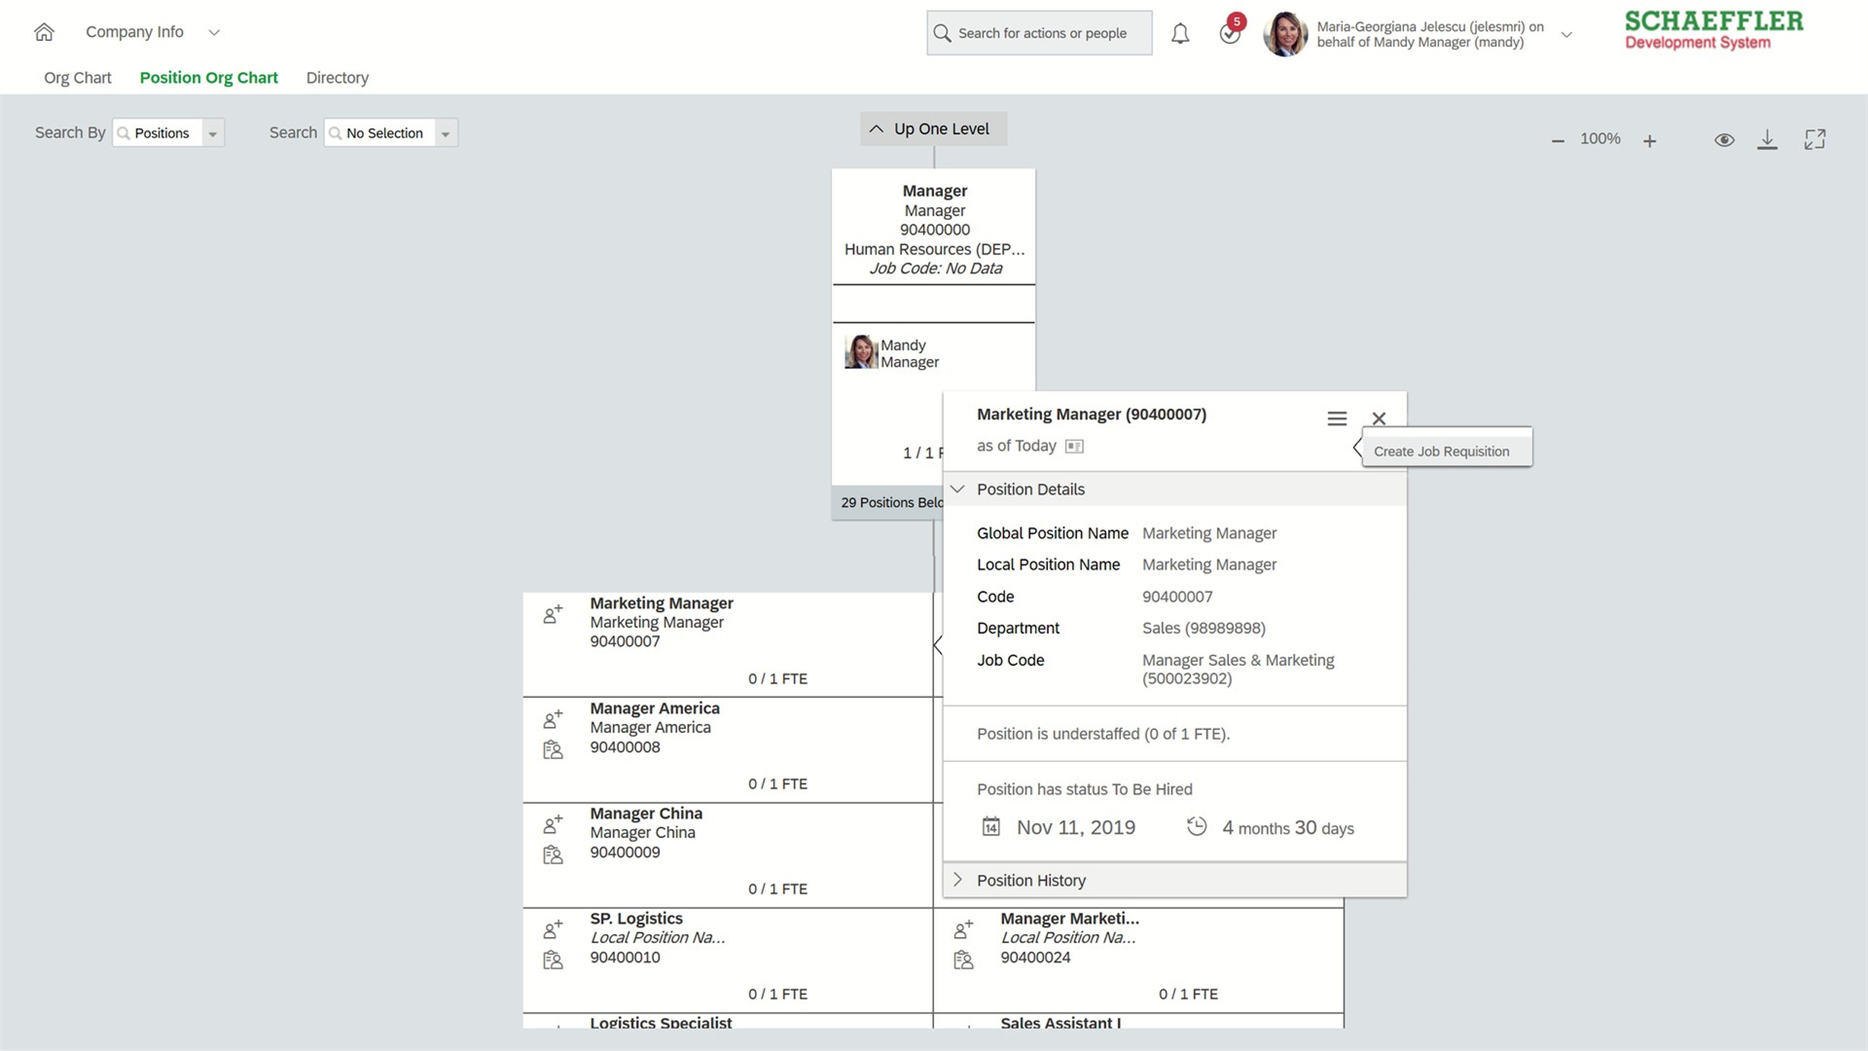 Company Info
Search for actions or people
5
Maria-Georgiana Jelescu (jelesmri) on
behalf of Mandy Manager (mandy)
SCHAEFFLER
Development System
Org Chart
Position Org Chart
Directory
Search By
Positions
Search
No Selection
Up One Level
100%
Manager
Manager
90400000
Human Resources (DEP...
Job Code: No Data
Mandy
Manager
1 / 1 F
29 Positions Belo
Marketing Manager (90400007)
as of Today
Create Job Requisition
Position Details
Global Position Name Marketing Manager
Local Position Name Marketing Manager
Code 90400007
Department Sales (98989898)
Job Code Manager Sales & Marketing
(500023902)
Position is understaffed (0 of 1 FTE).
Position has status To Be Hired
14 Nov 11, 2019 4 months 30 days
Position History
Marketing Manager
Marketing Manager
90400007
0 / 1 FTE
Manager America
Manager America
90400008
0 / 1 FTE
Manager China
Manager China
90400009
0 / 1 FTE
SP. Logistics
Local Position Na...
90400010
0 / 1 FTE
Manager Marketi...
Local Position Na...
90400024
0 / 1 FTE
Logistics Specialist
Sales Assistant I